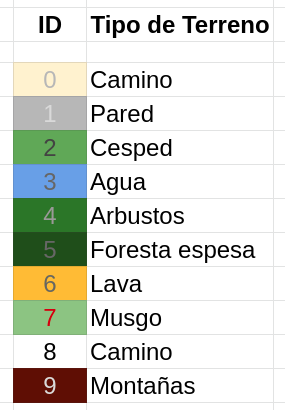 ID Tipo de Terreno
0 Camino
1 Pared
2 Cesped
3 Agua
4 Arbustos
5 Foresta espesa
6 Lava
7 Musgo
8 Camino
9 Montañas